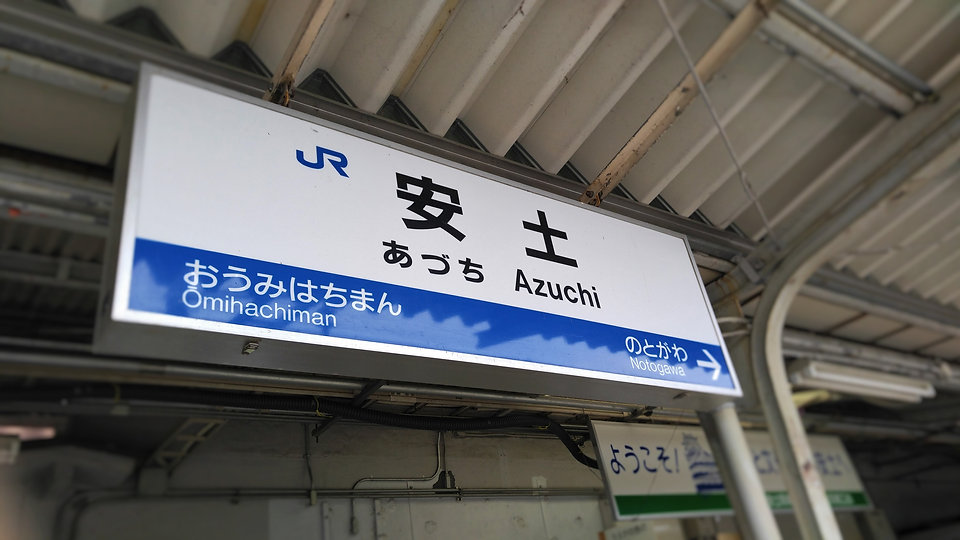 JR
安土
あづち Azuchi
おうみはちまん
Ōmihachiman
のとがわ
Notogawa
→
ようこそ!